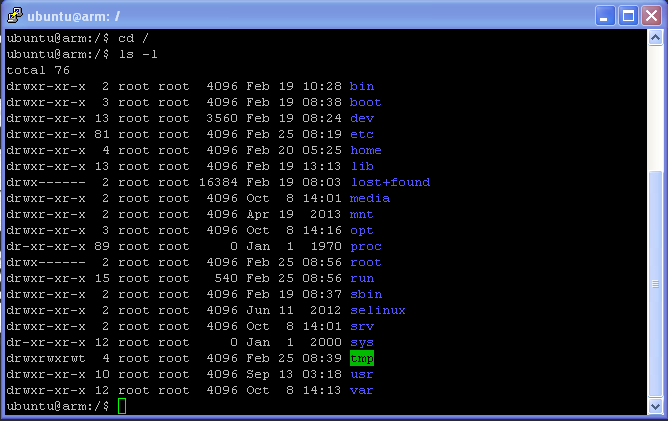 ubuntu@arm: /
ubuntu@arm:/$ cd /
ubuntu@arm:/$ ls -l
total 76
drwxr-xr-x  2 root root  4096 Feb 19 10:28 bin
drwxr-xr-x  3 root root  4096 Feb 19 08:38 boot
drwxr-xr-x 13 root root  3560 Feb 19 08:24 dev
drwxr-xr-x 81 root root  4096 Feb 25 08:19 etc
drwxr-xr-x  4 root root  4096 Feb 20 05:25 home
drwxr-xr-x 13 root root  4096 Feb 19 13:13 lib
drwx------  2 root root 16384 Feb 19 08:03 lost+found
drwxr-xr-x  2 root root  4096 Oct  8 14:01 media
drwxr-xr-x  2 root root  4096 Apr 19  2013 mnt
drwxr-xr-x  3 root root  4096 Oct  8 14:16 opt
dr-xr-xr-x 89 root root     0 Jan  1  1970 proc
drwx------  2 root root  4096 Feb 25 08:56 root
drwxr-xr-x 15 root root   540 Feb 25 08:56 run
drwxr-xr-x  2 root root  4096 Feb 19 08:37 sbin
drwxr-xr-x  2 root root  4096 Jun 11  2012 selinux
drwxr-xr-x  2 root root  4096 Oct  8 14:01 srv
dr-xr-xr-x 12 root root     0 Jan  1  2000 sys
drwxrwxrwt  4 root root  4096 Feb 25 08:39 tmp
drwxr-xr-x 10 root root  4096 Sep 13 03:18 usr
drwxr-xr-x 12 root root  4096 Oct  8 14:13 var
ubuntu@arm:/$